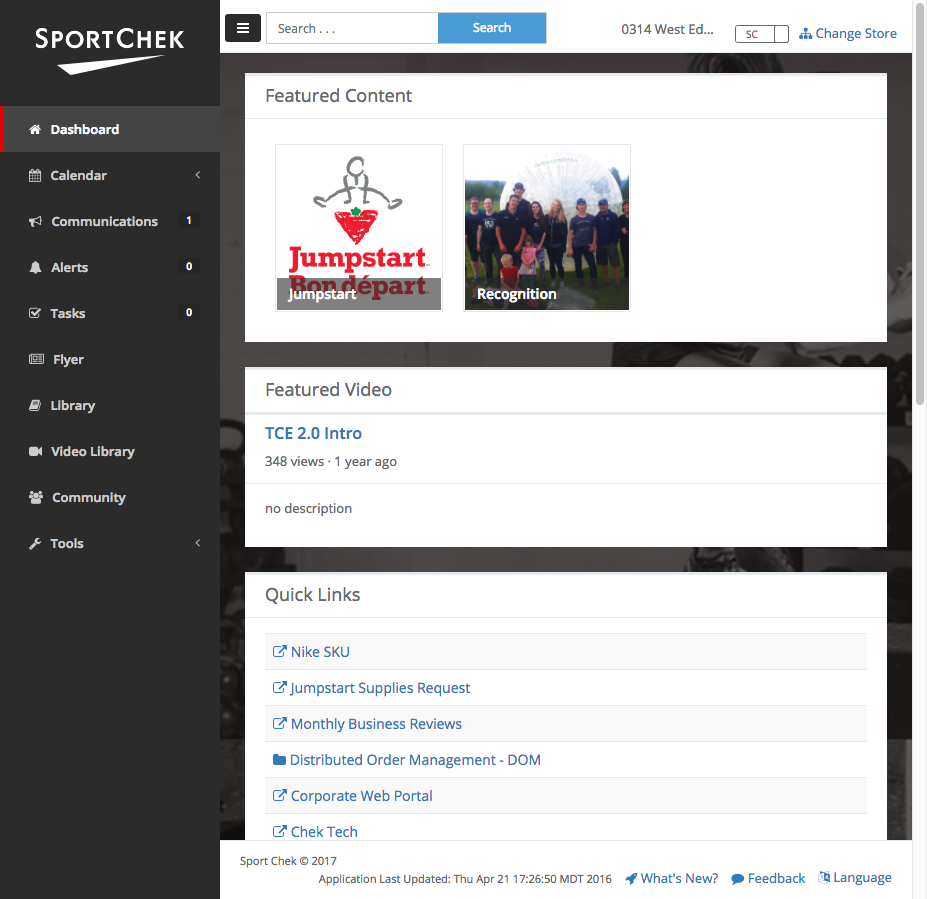 SPORTCHEK
Search . . .
Search
0314 West Ed...
SC
Change Store
Dashboard
Calendar
Communications 1
Alerts 0
Tasks 0
Flyer
Library
Video Library
Community
Tools
Featured Content
Jumpstart
Bon départ
Jumpstart
Recognition
Featured Video
TCE 2.0 Intro
348 views · 1 year ago
no description
Quick Links
Nike SKU
Jumpstart Supplies Request
Monthly Business Reviews
Distributed Order Management - DOM
Corporate Web Portal
Chek Tech
Sport Chek © 2017
Application Last Updated: Thu Apr 21 17:26:50 MDT 2016
What's New?
Feedback
Language